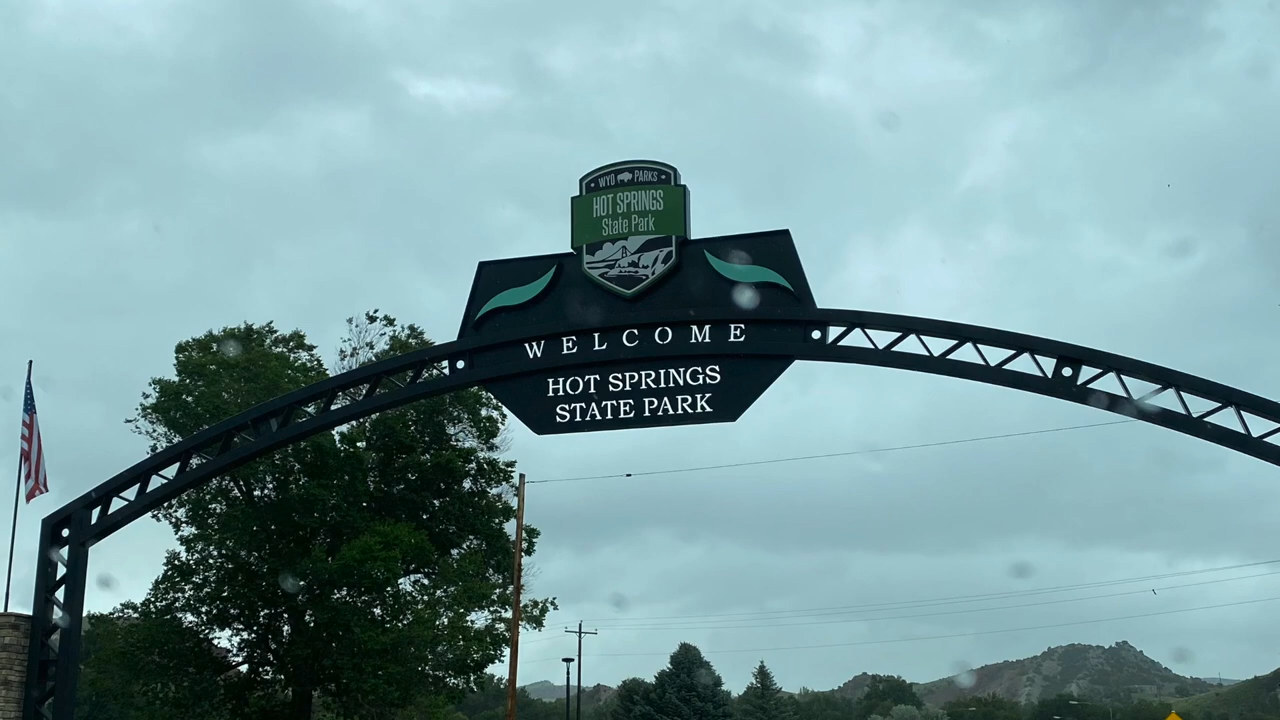 WYO PARKS
HOT SPRINGS
State Park
WELCOME
HOT SPRINGS
STATE PARK